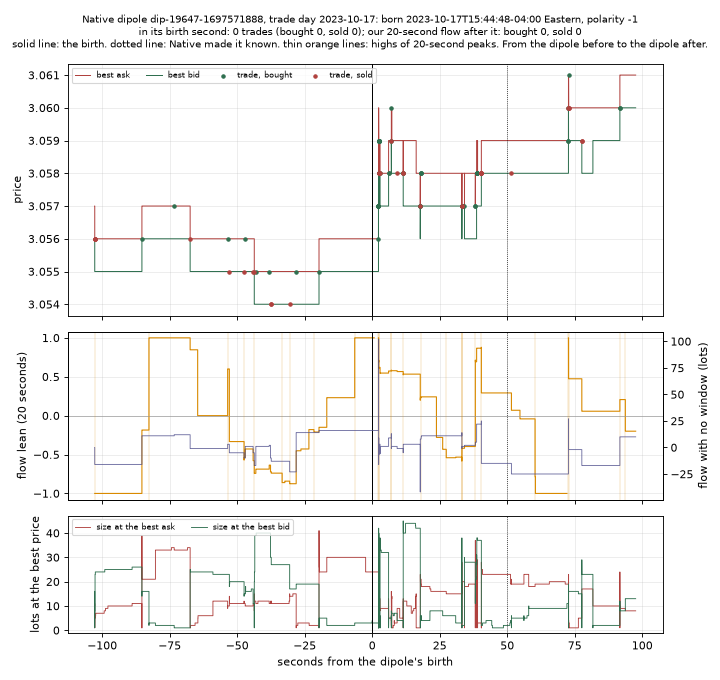 Native dipole dip-19647-1697571888, trade day 2023-10-17: born 2023-10-17T15:44:48-04:00 Eastern, polarity -1
in its birth second: 0 trades (bought 0, sold 0); our 20-second flow after it: bought 0, sold 0
solid line: the birth. dotted line: Native made it known. thin orange lines: highs of 20-second peaks. From the dipole before to the dipole after.
best ask best bid trade, bought trade, sold
3.061
3.060
3.059
3.058
3.057
3.056
3.055
3.054
price
1.0
0.5
0.0
−0.5
−1.0
flow lean (20 seconds)
100
75
50
25
0
−25
flow with no window (lots)
size at the best ask size at the best bid
40
30
20
10
0
lots at the best price
−100 −75 −50 −25 0 25 50 75 100
seconds from the dipole's birth